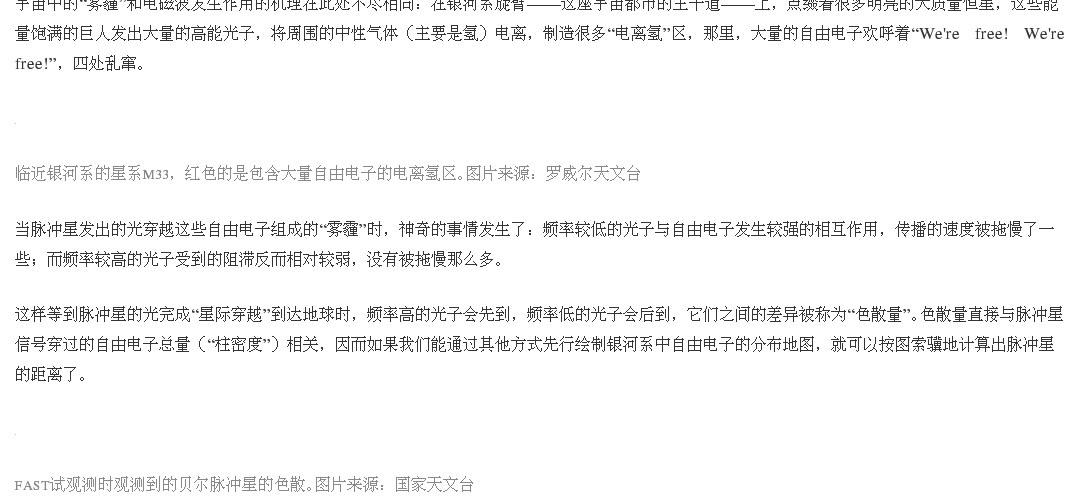 宇宙中的“雾霾”和电磁波发生作用的机理在此处不尽相同：在银河系旋臂——这座宇宙都市的主干道——上，点缀着很多明亮的大质量恒星，这些能
量饱满的巨人发出大量的高能光子，将周围的中性气体（主要是氢）电离，制造很多“电离氢”区，那里，大量的自由电子欢呼着“We're free! We're
free!”，四处乱窜。
临近银河系的星系M33，红色的是包含大量自由电子的电离氢区。图片来源：罗威尔天文台
当脉冲星发出的光穿越这些自由电子组成的“雾霾”时，神奇的事情发生了：频率较低的光子与自由电子发生较强的相互作用，传播的速度被拖慢了一
些；而频率较高的光子受到的阻滞反而相对较弱，没有被拖慢那么多。
这样等到脉冲星的光完成“星际穿越”到达地球时，频率高的光子会先到，频率低的光子会后到，它们之间的差异被称为“色散量”。色散量直接与脉冲星
信号穿过的自由电子总量（“柱密度”）相关，因而如果我们能通过其他方式先行绘制银河系中自由电子的分布地图，就可以按图索骥地计算出脉冲星
的距离了。
FAST试观测时观测到的贝尔脉冲星的色散。图片来源：国家天文台